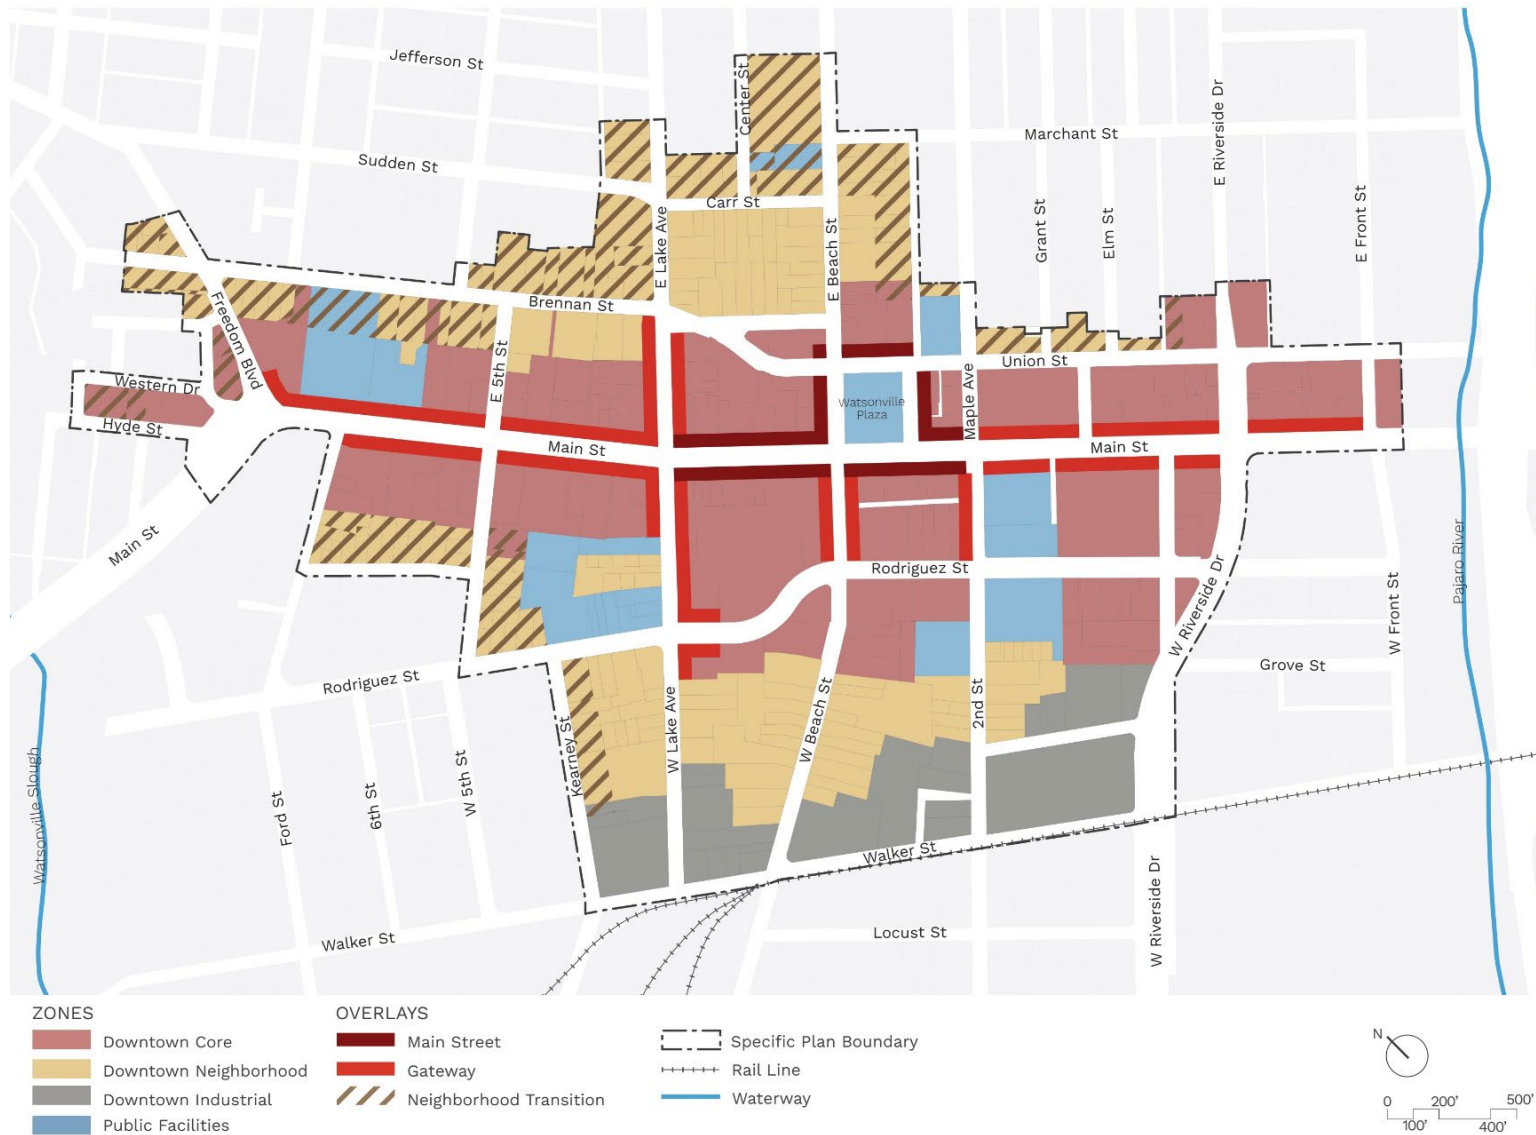 Jefferson St
Center St
Marchant St
E Riverside Dr
Sudden St
Carr St
E Lake Ave
E Beach St
Grant St
Elm St
E Front St
Brennan St
Freedom Blvd
E 5th St
Union St
Maple Ave
Watsonville
Plaza
Western Dr
Hyde St
Main St
Main St
Main St
Pajaro River
Rodriguez St
W Riverside Dr
W Front St
Grove St
Rodriguez St
Kearney St
W Lake Ave
W Beach St
2nd St
Watsonville Slough
Ford St
6th St
W 5th St
Walker St
W Riverside Dr
Walker St
Locust St
ZONES
Downtown Core
Downtown Neighborhood
Downtown Industrial
Public Facilities
OVERLAYS
Main Street
Gateway
Neighborhood Transition
Specific Plan Boundary
Rail Line
Waterway
N
0 200' 500'
100' 400'